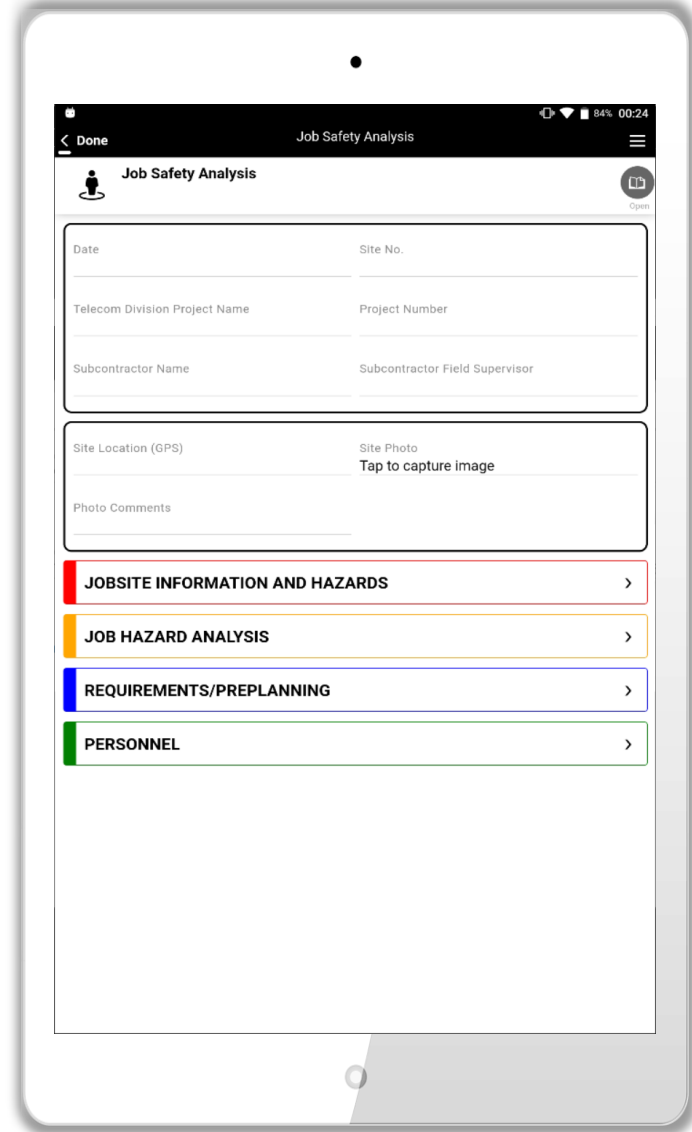 84% 00:24
Done
Job Safety Analysis
Job Safety Analysis
Open
Date
Site No.
Telecom Division Project Name
Project Number
Subcontractor Name
Subcontractor Field Supervisor
Site Location (GPS)
Site Photo
Tap to capture image
Photo Comments
JOBSITE INFORMATION AND HAZARDS
JOB HAZARD ANALYSIS
REQUIREMENTS/PREPLANNING
PERSONNEL